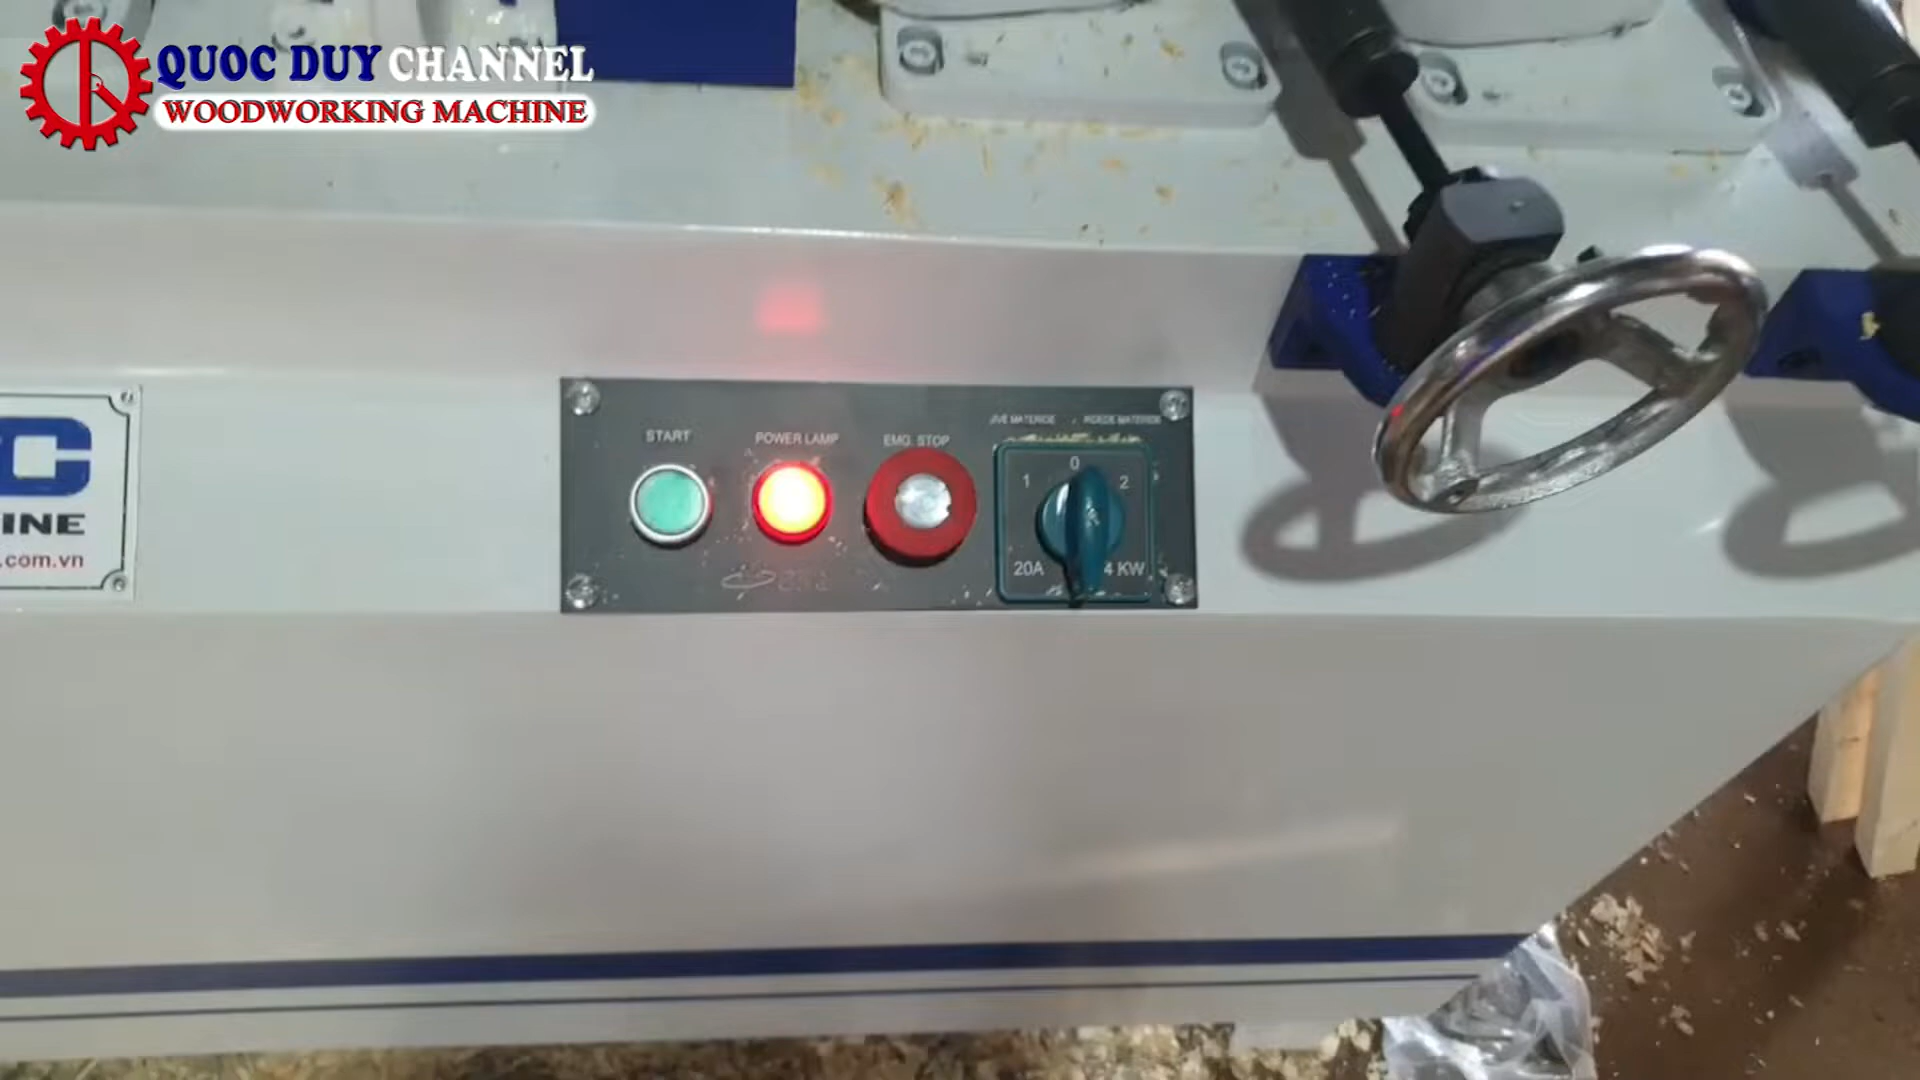 QUOC DUY CHANNEL
WOODWORKING MACHINE
C
INE
.com.vn
START
POWER LAMP
EMG. STOP
0
1
2
20A
4 KW